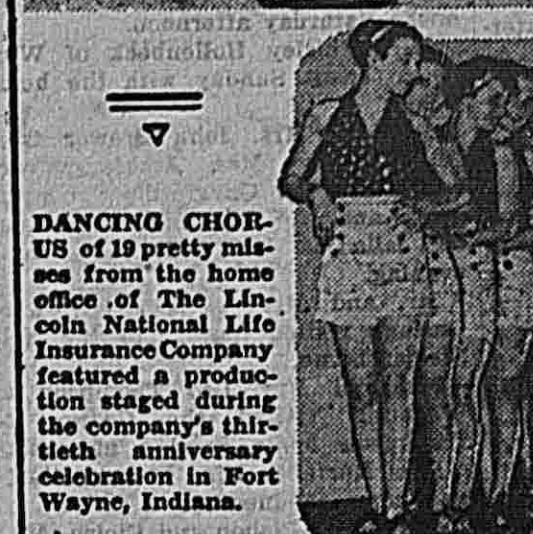 DANCING CHOR-
US of 19 pretty mis-
ses from the home
office of The Lin-
coln National Life
Insurance Company
featured a produc-
tion staged during
the company's thir-
tieth anniversary
celebration in Fort
Wayne, Indiana.